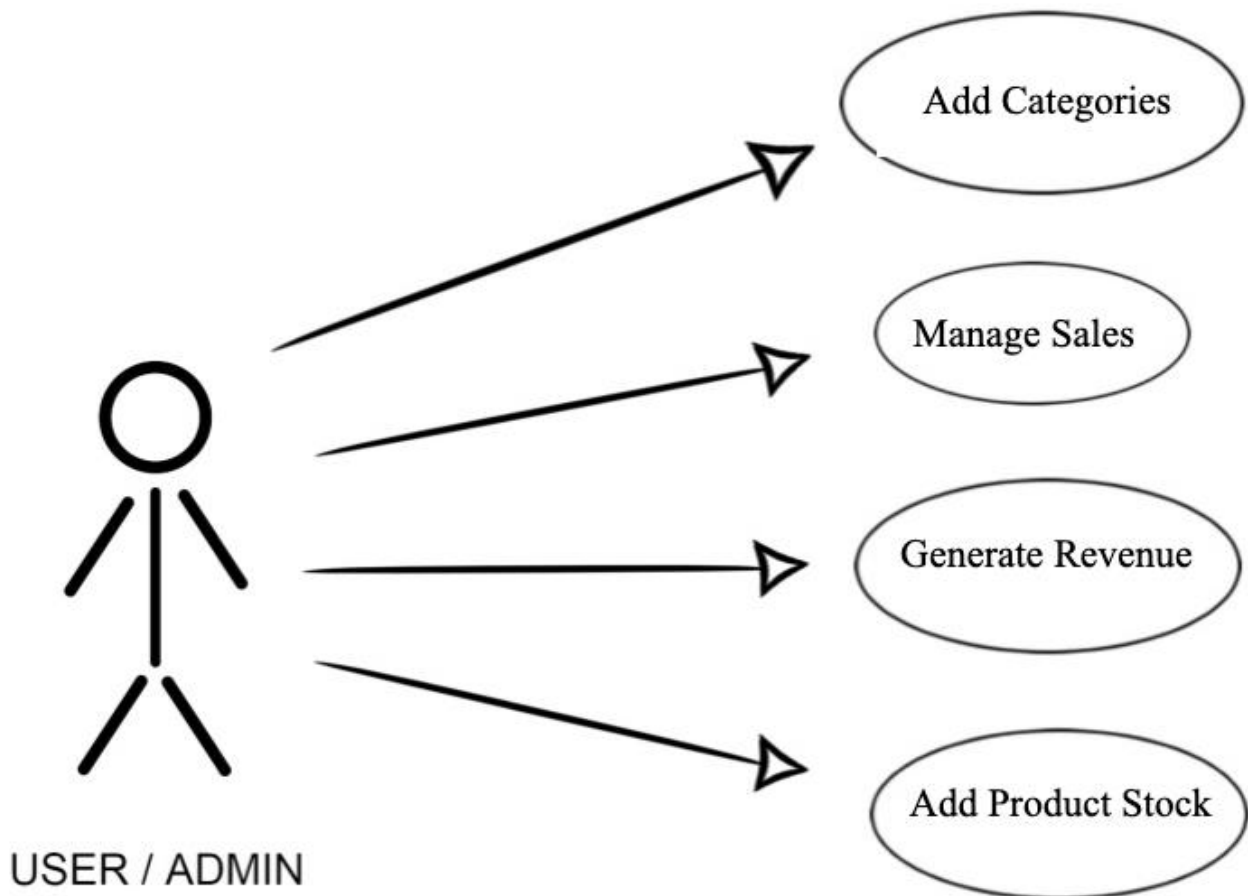 Add Categories
Manage Sales
Generate Revenue
Add Product Stock
USER / ADMIN